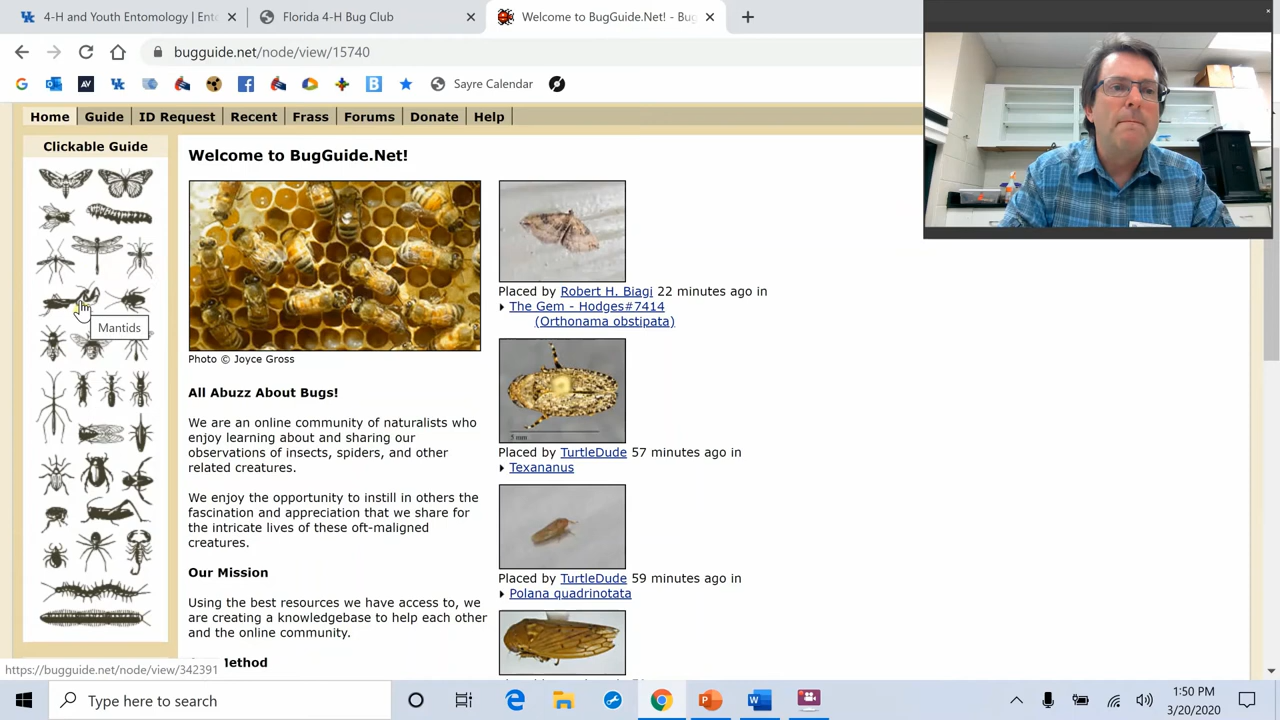 4-H and Youth Entomology | Ento
Florida 4-H Bug Club
Welcome to BugGuide.Net! - Bug
bugguide.net/node/view/15740
Sayre Calendar
Home
Guide
ID Request
Recent
Frass
Forums
Donate
Help
Clickable Guide
Mantids
Welcome to BugGuide.Net!
Photo © Joyce Gross
All Abuzz About Bugs!
We are an online community of naturalists who
enjoy learning about and sharing our
observations of insects, spiders, and other
related creatures.
We enjoy the opportunity to instill in others the
fascination and appreciation that we share for
the intricate lives of these oft-maligned
creatures.
Our Mission
Using the best resources we have access to, we
are creating a knowledgebase to help each other
and the online community.
ethod
Placed by Robert H. Biagi 22 minutes ago in
The Gem - Hodges#7414
(Orthonama obstipata)
5 mm
Placed by TurtleDude 57 minutes ago in
Texananus
Placed by TurtleDude 59 minutes ago in
Polana quadrinotata
https://bugguide.net/node/view/342391
Type here to search
1:50 PM
3/20/2020